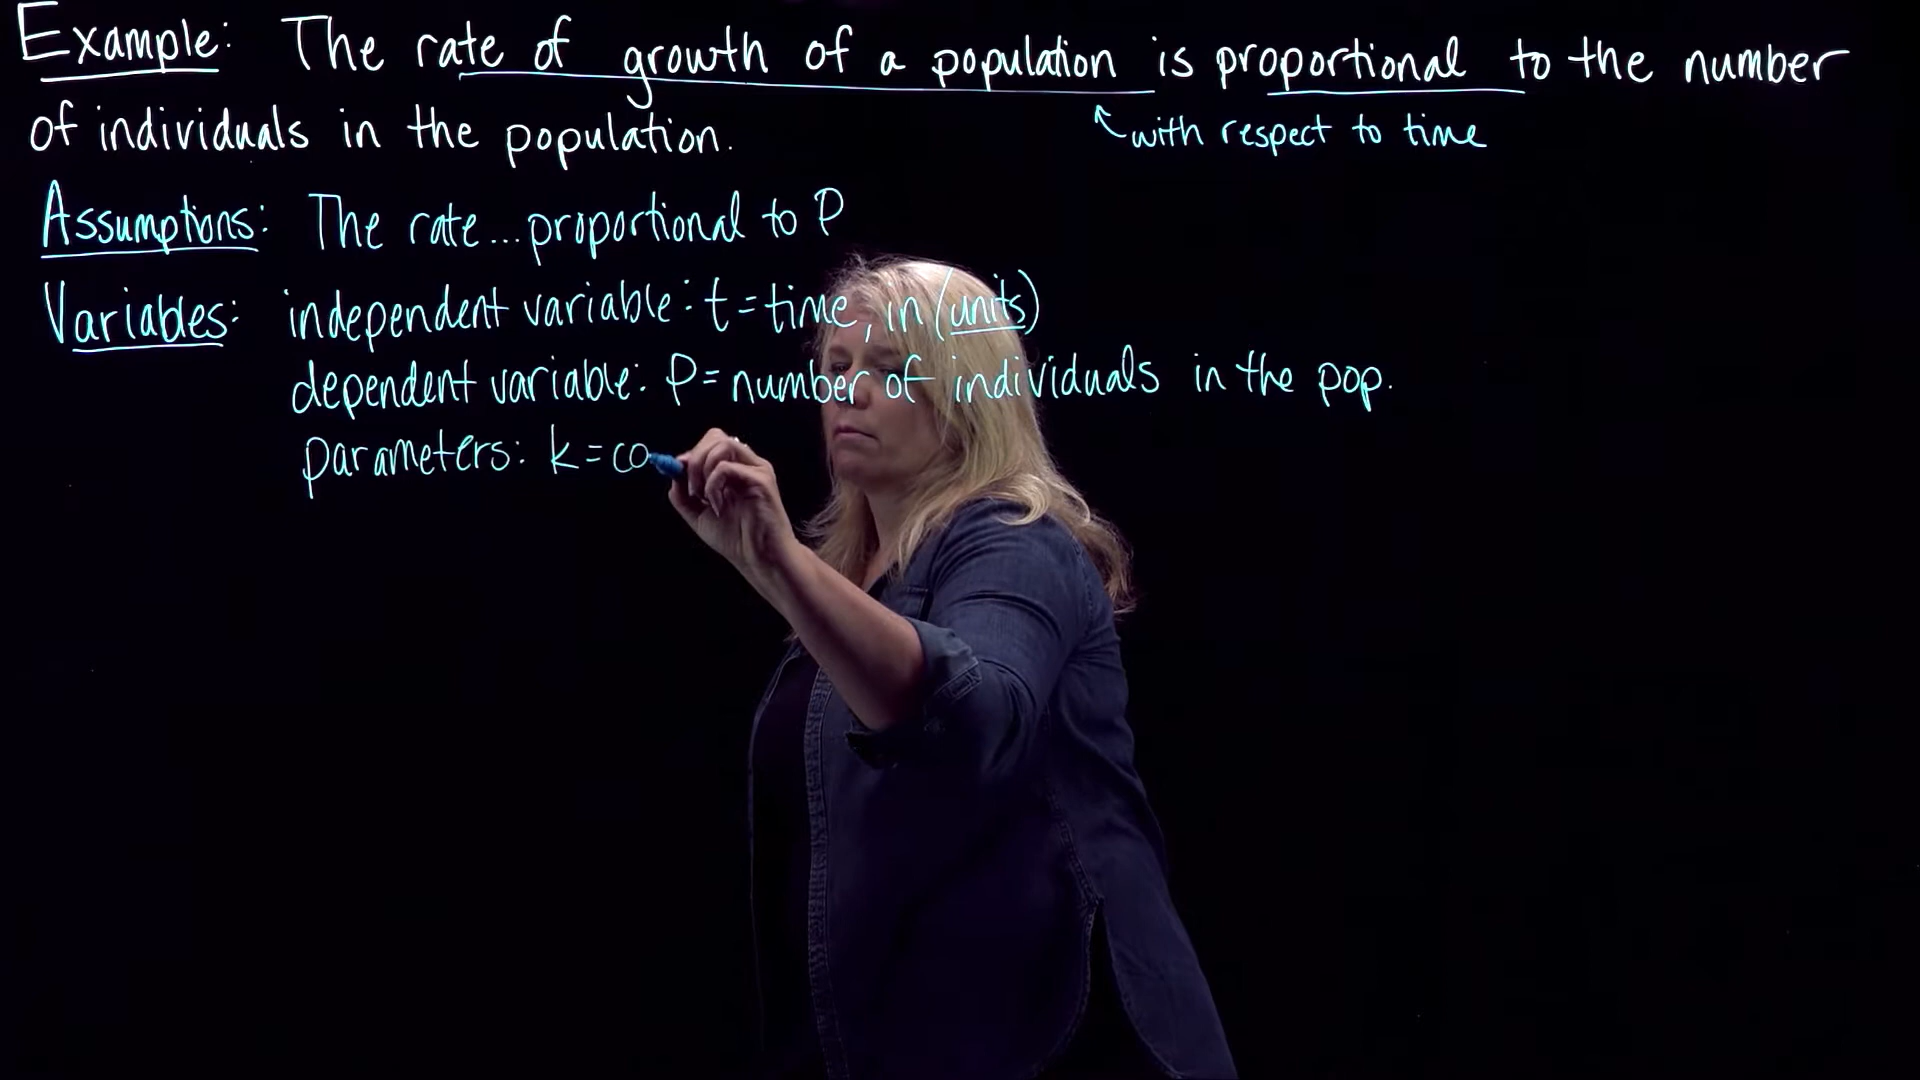 Example: The rate of growth of a population is proportional to the number
of individuals in the population.
with respect to time
Assumptions: The rate... proportional to P
Variables: independent variable: t = time, in (units)
dependent variable: P = number of individuals in the pop.
parameters: k = co